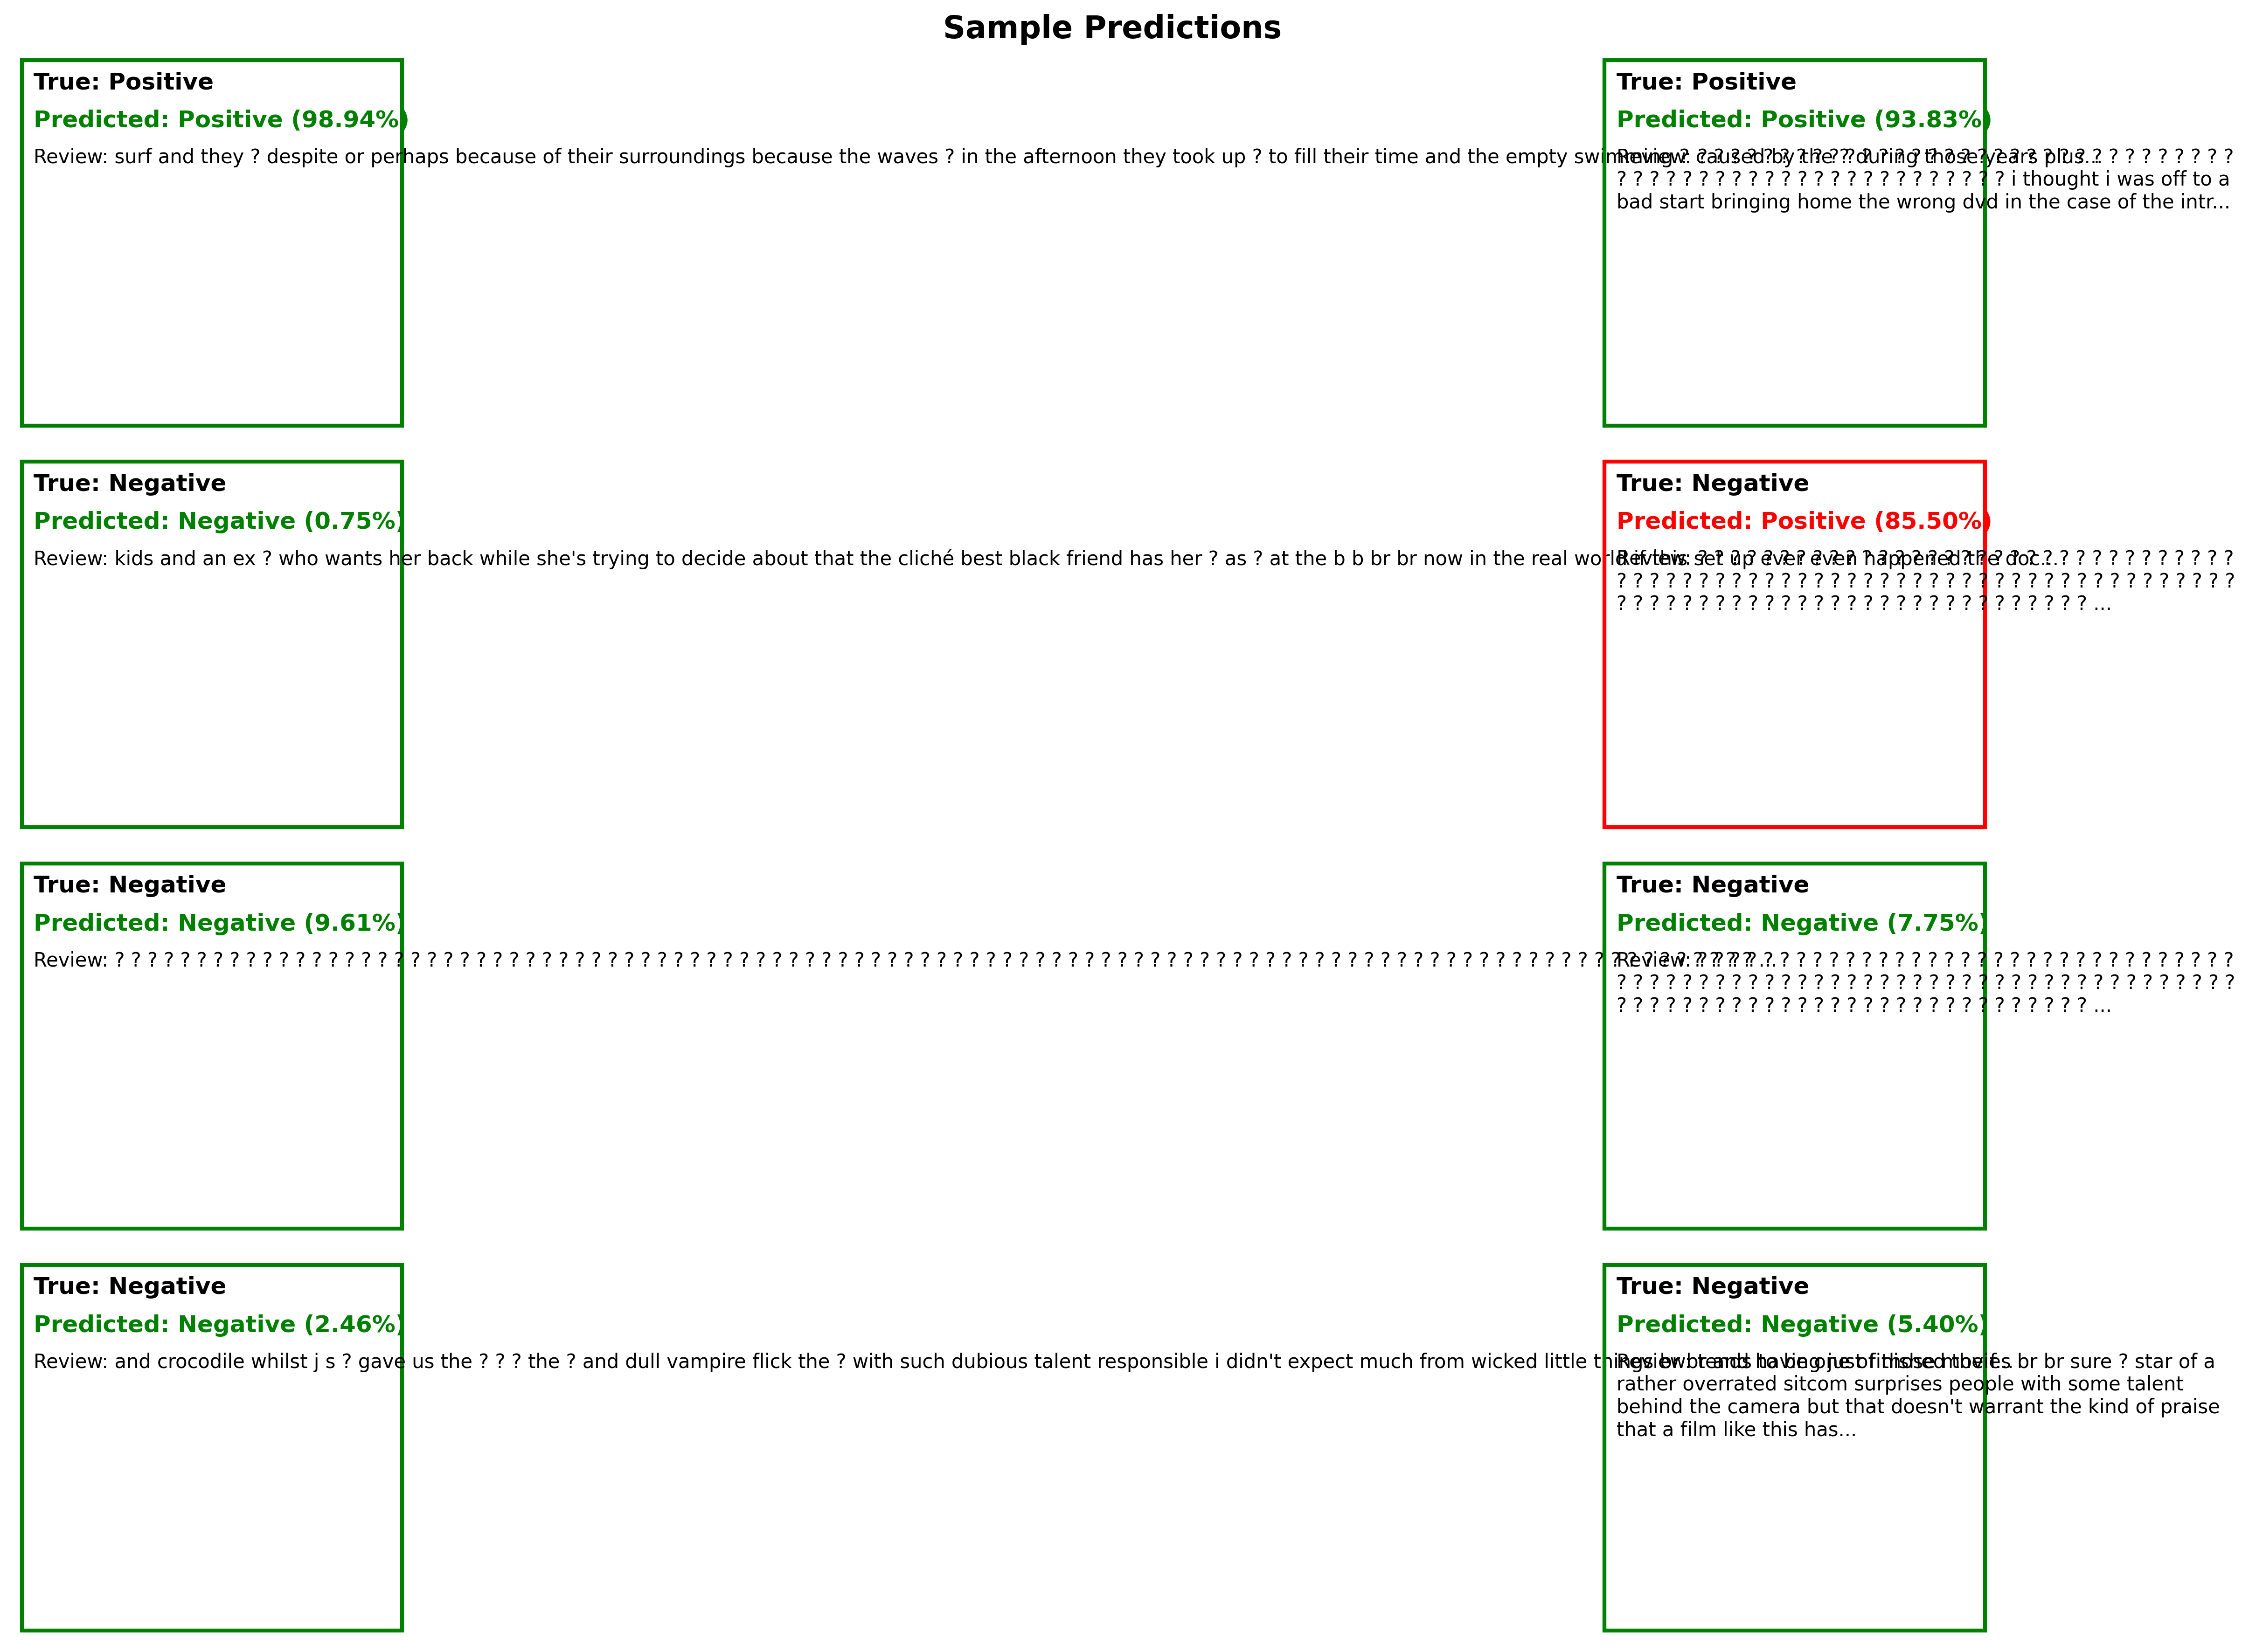 Sample Predictions
True: Positive
Predicted: Positive (98.94%)
Review: surf and they ? despite or perhaps because of their surroundings because the waves ? in the afternoon they took up ? to fill their time and the empty swimming ? caused by the ? during those years plus...
True: Positive
Predicted: Positive (93.83%)
Review: ? ? ? ? ? ? ? ? ? ? ? ? ? ? ? ? ? ? ? ? ? ? ? ? ? ? ? ? ? ? ? ? ?
? ? ? ? ? ? ? ? ? ? ? ? ? ? ? ? ? ? ? ? ? ? ? ? i thought i was off to a
bad start bringing home the wrong dvd in the case of the intr...
True: Negative
Predicted: Negative (0.75%)
Review: kids and an ex ? who wants her back while she's trying to decide about that the cliché best black friend has her ? as ? at the b b br br now in the real world if this set up ever even happened the doc...
True: Negative
Predicted: Positive (85.50%)
Review: ? ? ? ? ? ? ? ? ? ? ? ? ? ? ? ? ? ? ? ? ? ? ? ? ? ? ? ? ? ? ? ? ?
? ? ? ? ? ? ? ? ? ? ? ? ? ? ? ? ? ? ? ? ? ? ? ? ? ? ? ? ? ? ? ? ? ? ? ? ? ?
? ? ? ? ? ? ? ? ? ? ? ? ? ? ? ? ? ? ? ? ? ? ? ? ? ? ? ? ? ...
True: Negative
Predicted: Negative (9.61%)
Review: ? ? ? ? ? ? ? ? ? ? ? ? ? ? ? ? ? ? ? ? ? ? ? ? ? ? ? ? ? ? ? ? ? ? ? ? ? ? ? ? ? ? ? ? ? ? ? ? ? ? ? ? ? ? ? ? ? ? ? ? ? ? ? ? ? ? ? ? ? ? ? ? ? ? ? ? ? ? ? ? ? ? ? ? ? ? ? ? ? ? ? ? ? ? ? ? ? ? ? ? ...
True: Negative
Predicted: Negative (7.75%)
Review: ? ? ? ? ? ? ? ? ? ? ? ? ? ? ? ? ? ? ? ? ? ? ? ? ? ? ? ? ? ? ? ? ?
? ? ? ? ? ? ? ? ? ? ? ? ? ? ? ? ? ? ? ? ? ? ? ? ? ? ? ? ? ? ? ? ? ? ? ? ? ?
? ? ? ? ? ? ? ? ? ? ? ? ? ? ? ? ? ? ? ? ? ? ? ? ? ? ? ? ? ...
True: Negative
Predicted: Negative (2.46%)
Review: and crocodile whilst j s ? gave us the ? ? ? the ? and dull vampire flick the ? with such dubious talent responsible i didn't expect much from wicked little things br br and having just finished the f...
True: Negative
Predicted: Negative (5.40%)
Review: tends to be one of those movies br br sure ? star of a
rather overrated sitcom surprises people with some talent
behind the camera but that doesn't warrant the kind of praise
that a film like this has...